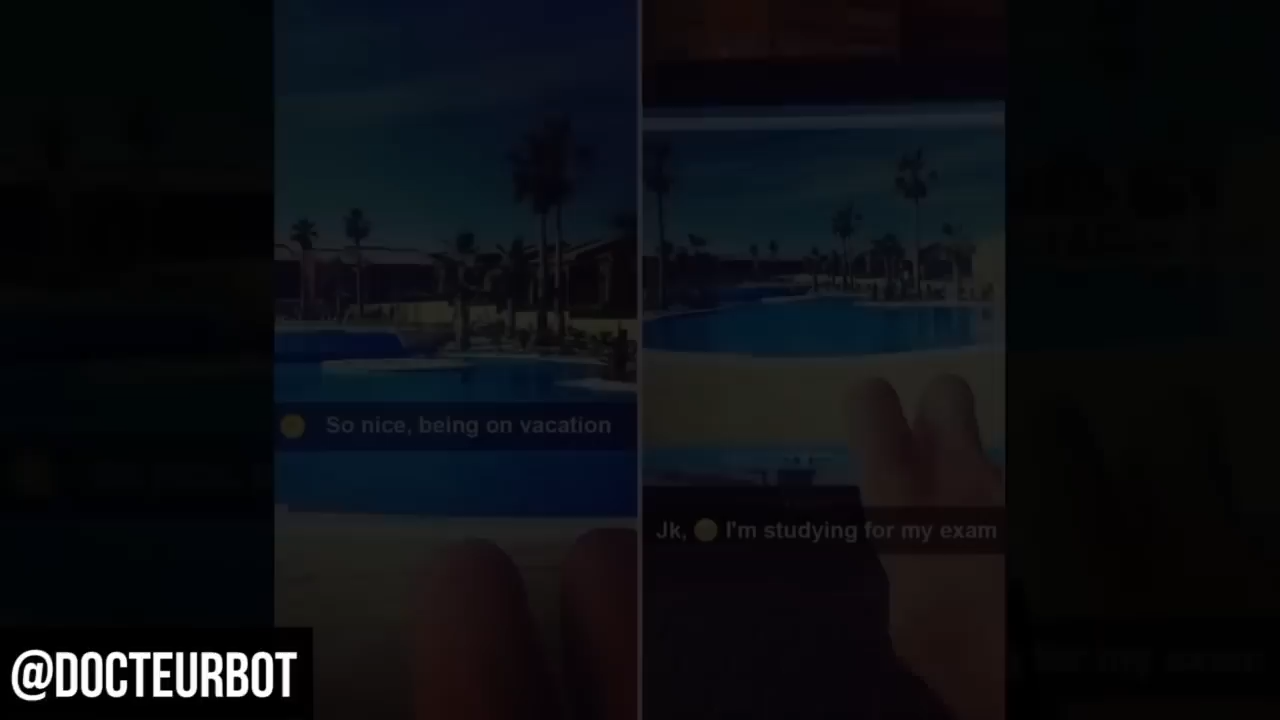 So nice, being on vacation
Jk, I'm studying for my exam
@DOCTEURBOT